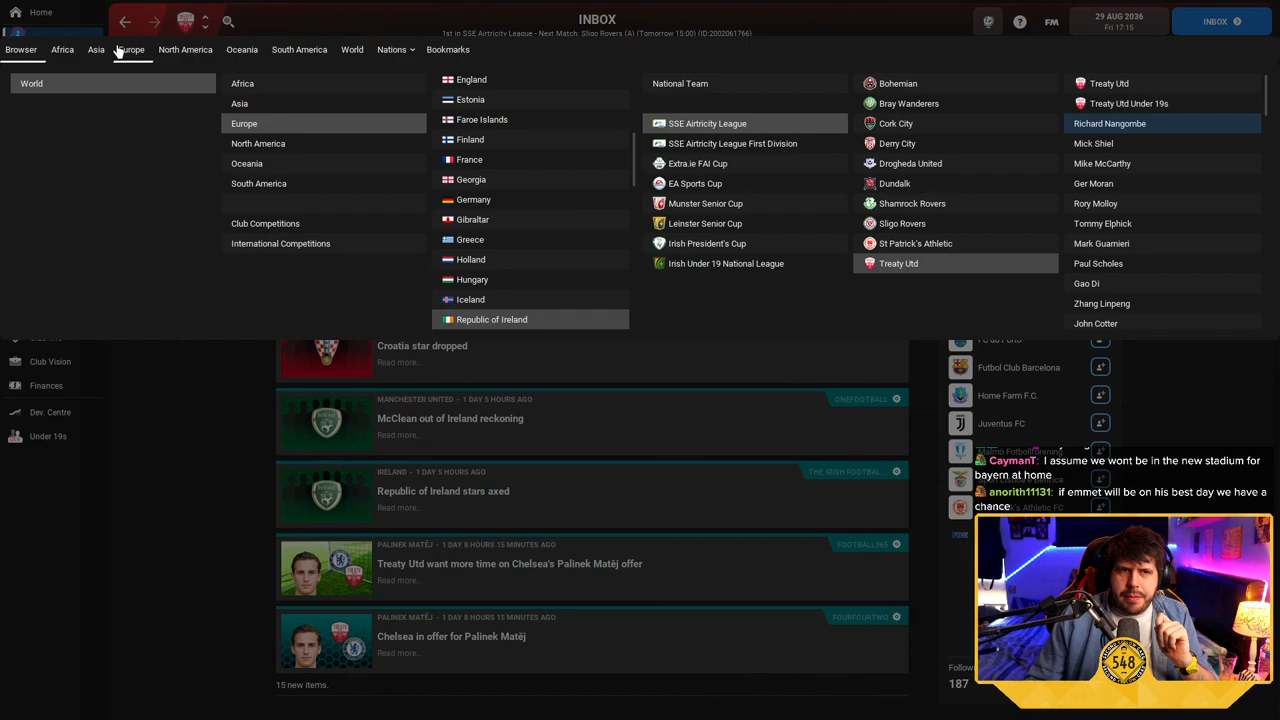 Home
INBOX
1st in SSE Airtricity League - Next Match: Sligo Rovers (A) (Tomorrow 15:00) (ID:2002061766)
FM
29 AUG 2036
Fri 17:15
INBOX
Browser
Africa
Asia
Europe
North America
Oceania
South America
World
Nations
Bookmarks
World
Africa
Asia
Europe
North America
Oceania
South America
Club Competitions
International Competitions
England
Estonia
Faroe Islands
Finland
France
Georgia
Germany
Gibraltar
Greece
Holland
Hungary
Iceland
Republic of Ireland
National Team
SSE Airtricity League
SSE Airtricity League First Division
Extra.ie FAI Cup
EA Sports Cup
Munster Senior Cup
Leinster Senior Cup
Irish President's Cup
Irish Under 19 National League
Bohemian
Bray Wanderers
Cork City
Derry City
Drogheda United
Dundalk
Shamrock Rovers
Sligo Rovers
St Patrick's Athletic
Treaty Utd
Treaty Utd
Treaty Utd Under 19s
Richard Nangombe
Mick Shiel
Mike McCarthy
Ger Moran
Rory Molloy
Tommy Elphick
Mark Guarnieri
Paul Scholes
Gao Di
Zhang Linpeng
John Cotter
Club Vision
Finances
Dev. Centre
Under 19s
Croatia star dropped
Read more...
MANCHESTER UNITED - 1 DAY 5 HOURS AGO
ONEFOOTBALL
McClean out of Ireland reckoning
Read more...
IRELAND - 1 DAY 5 HOURS AGO
THE IRISH FOOTBAL
Republic of Ireland stars axed
Read more...
PALINEK MATĚJ - 1 DAY 8 HOURS 15 MINUTES AGO
FOOTBALL365
Treaty Utd want more time on Chelsea's Palinek Matěj offer
Read more...
PALINEK MATĚJ - 1 DAY 8 HOURS 15 MINUTES AGO
FOURFOURTWO
Chelsea in offer for Palinek Matěj
Read more...
15 new items.
FC do Porto
Futbol Club Barcelona
Home Farm F.C.
Juventus FC
Malmö Fotbollförening
's Athletic FC
CaymanT: I assume we wont be in the new stadium for
bayern at home
anorith11131: if emmet will be on his best day we have a
chance
Followi
187
548